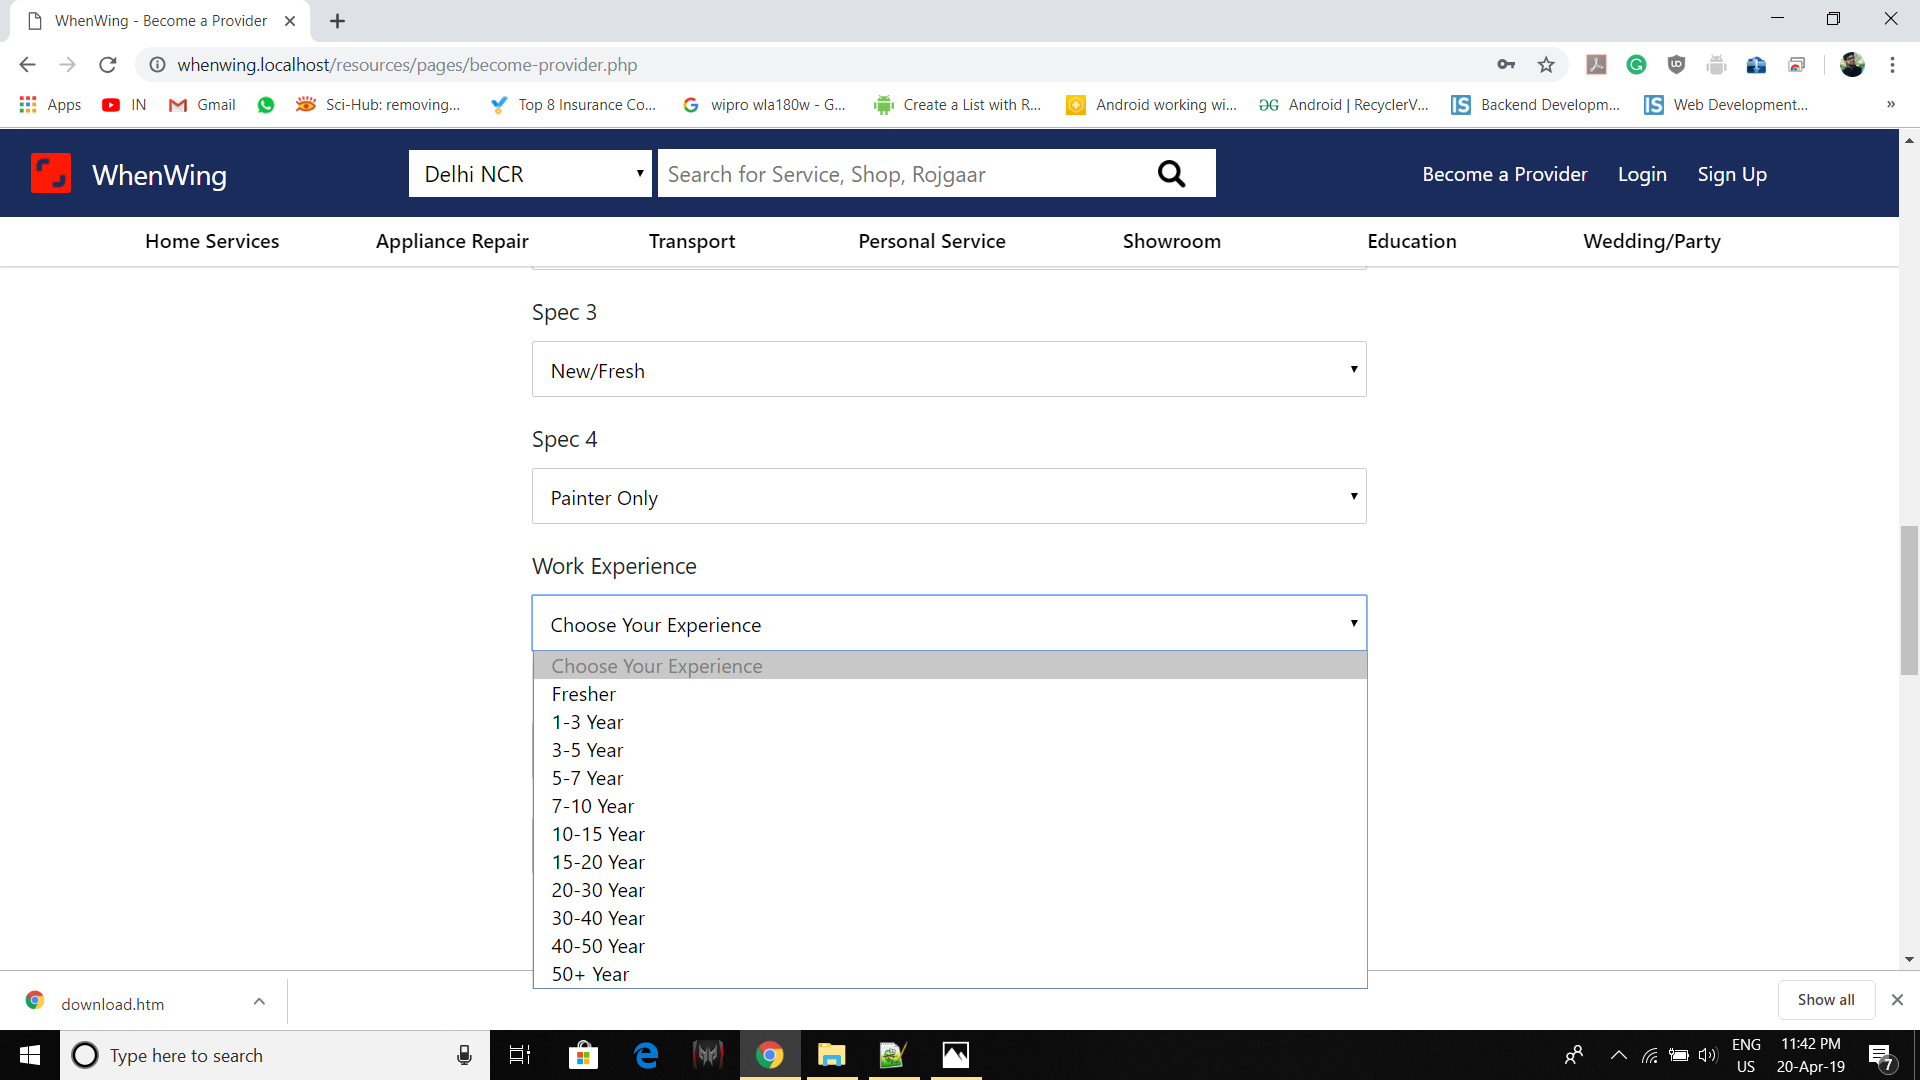 WhenWing - Become a Provider
whenwing.localhost/resources/pages/become-provider.php
Apps IN Gmail Sci-Hub: removing... Top 8 Insurance Co... wipro wla180w - G... Create a List with R... Android working wi... Android | RecyclerV... Backend Developm... Web Development... »
WhenWing Delhi NCR Search for Service, Shop, Rojgaar Become a Provider Login Sign Up
Home Services Appliance Repair Transport Personal Service Showroom Education Wedding/Party
Spec 3
New/Fresh
Spec 4
Painter Only
Work Experience
Choose Your Experience
Choose Your Experience
Fresher
1-3 Year
3-5 Year
5-7 Year
7-10 Year
10-15 Year
15-20 Year
20-30 Year
30-40 Year
40-50 Year
50+ Year
download.htm Show all
Type here to search
ENG 11:42 PM
US 20-Apr-19 7